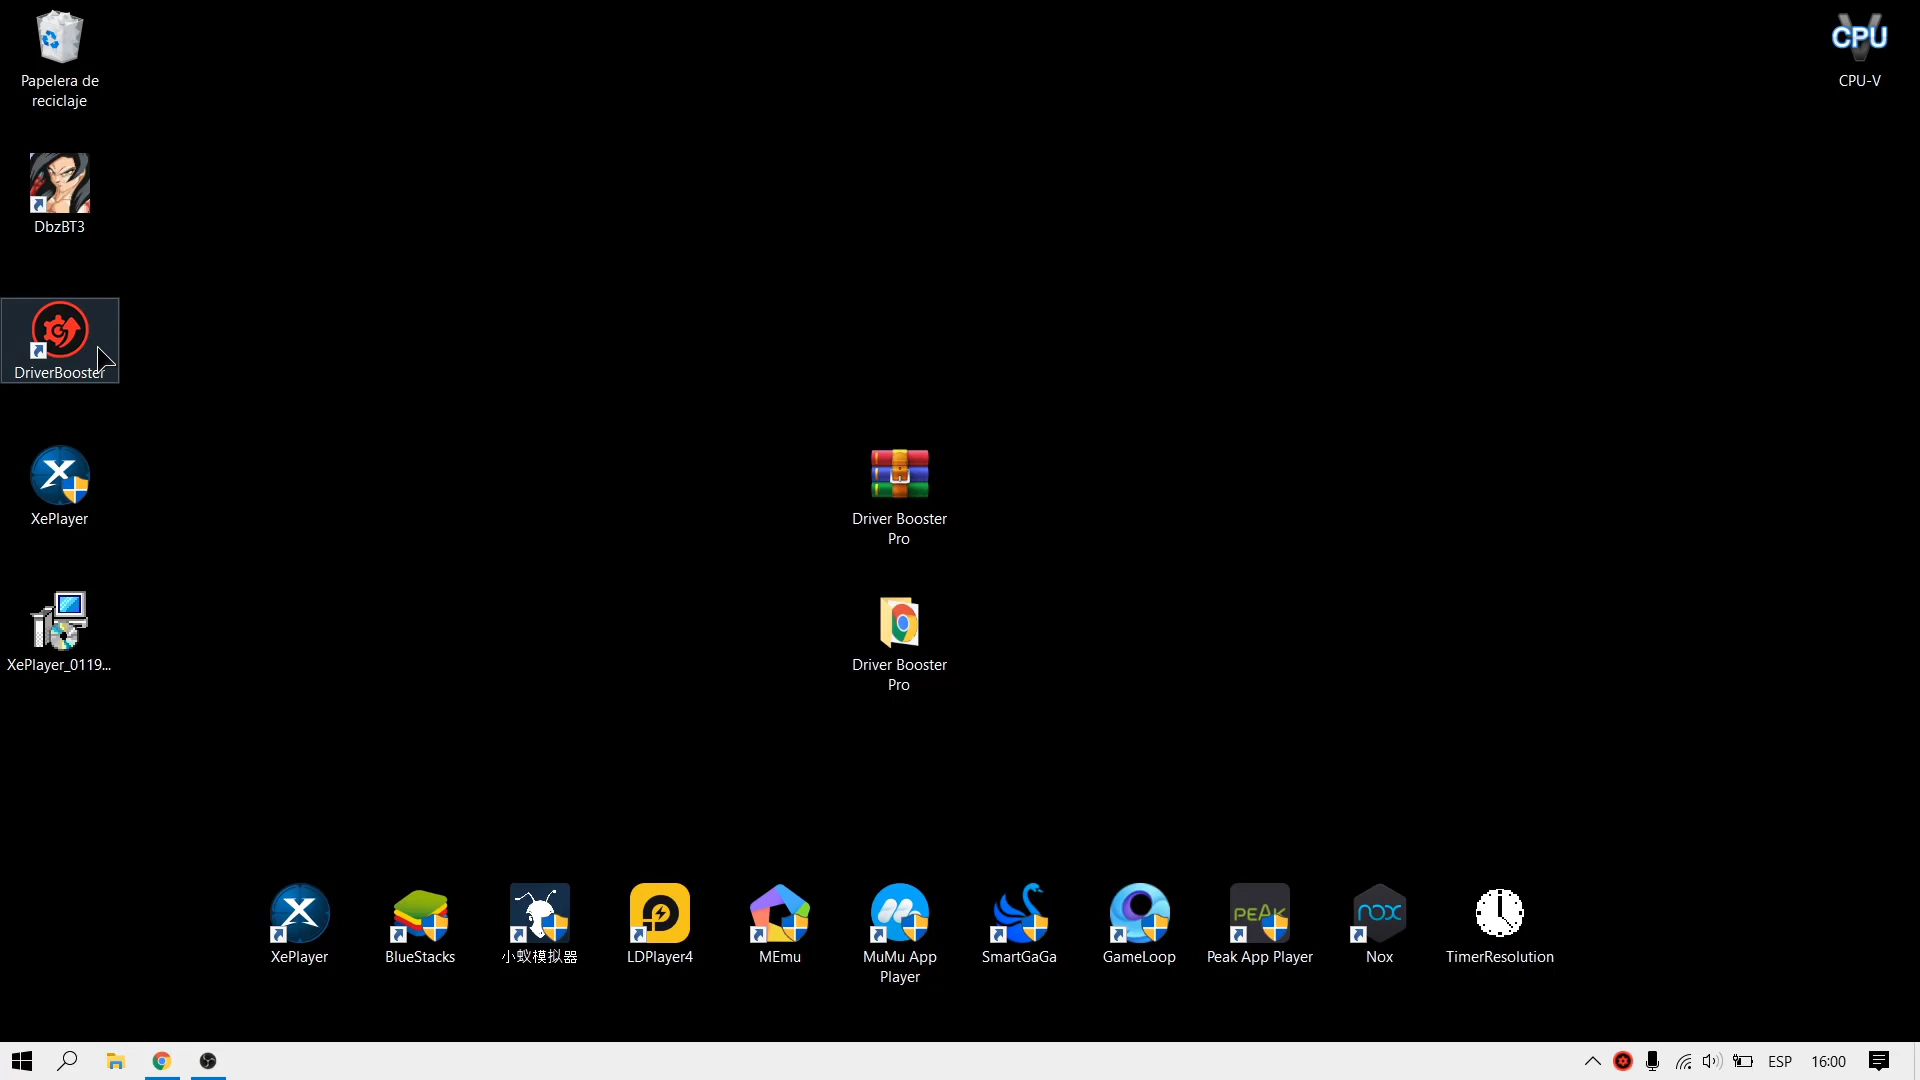 Papelera de
reciclaje
CPU
CPU-V
DbzBT3
DriverBooster
XePlayer
Driver Booster
Pro
XePlayer_0119...
Driver Booster
Pro
PEAK
nox
XePlayer
BlueStacks
小蚁模拟器
LDPlayer4
MEmu
MuMu App
Player
SmartGaGa
GameLoop
Peak App Player
Nox
TimerResolution
ESP
16:00